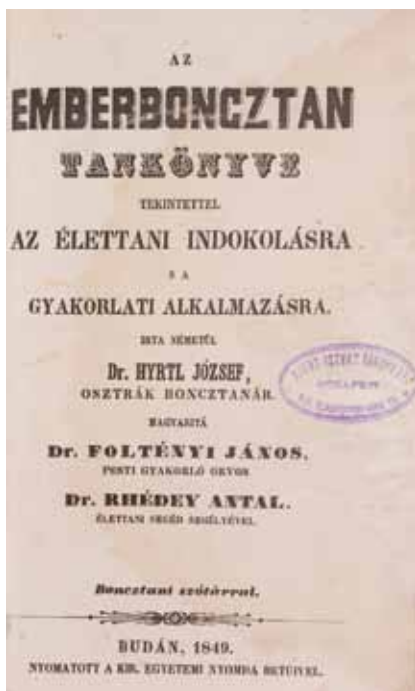 AZ
EMBERBONCZTAN
TANKÖNYVE
TEKINTETTEL
AZ ÉLETTANI INDOKOLÁSRA
S A
GYAKORLATI ALKALMAZÁSRA.
IRTA NÉMETÜL
Dr. HYRTL JÓZSEF,
OSZTRÁK BONCZTANÁR.
MAGYARITÁ
Dr. FOLTÉNYI JÁNOS,
PESTI GYAKORLÓ ORVOS
Dr. RHÉDEY ANTAL.
ÉLETTANI SEGÉD SEGÉLYÉVEL.
Boncztani szótárral.
BUDÁN, 1849.
NYOMATOTT A KIR. EGYETEMI NYOMDA BETÜIVEL.